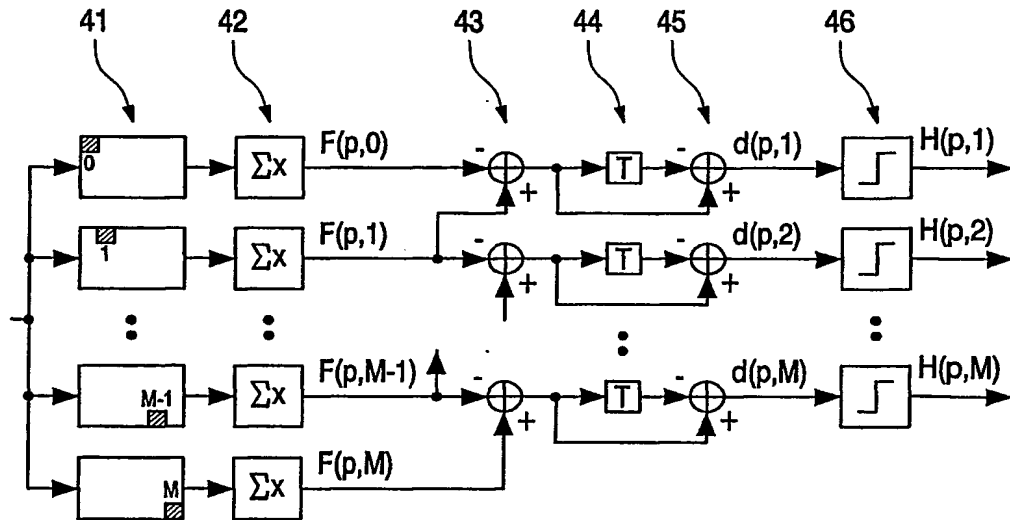 41 42 43 44 45 46
0 Σx F(p,0) - + T - + d(p,1) H(p,1)
1 Σx F(p,1) - + T - + d(p,2) H(p,2)
M-1 Σx F(p,M-1) - + T - + d(p,M) H(p,M)
M Σx F(p,M)